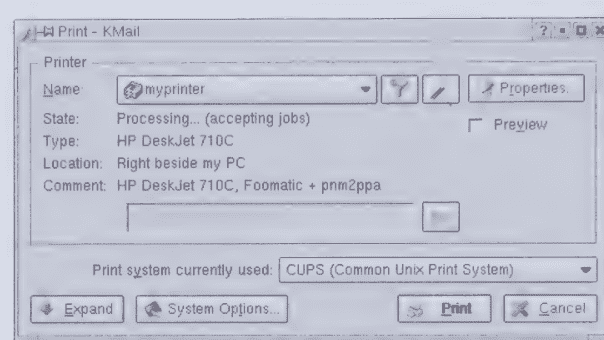 Print - KMail
Printer
Name: myprinter Properties.
State: Processing... (accepting jobs)
Preview
Type: HP DeskJet 710C
Location: Right beside my PC
Comment: HP DeskJet 710C, Foomatic + pnm2ppa
Print system currently used: CUPS (Common Unix Print System)
Expand System Options... Print Cancel